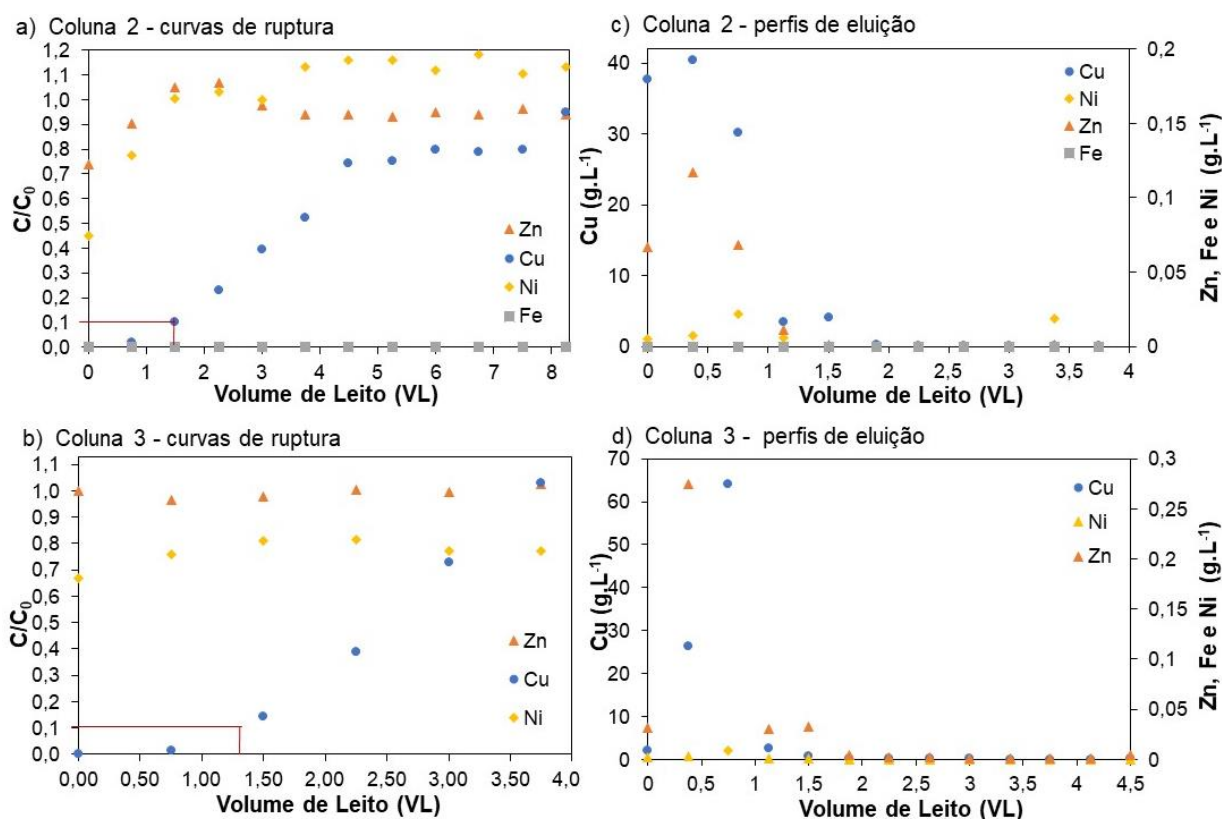 a) Coluna 2 - curvas de ruptura
C/C0
1,2
1,1
1,0
0,9
0,8
0,7
0,6
0,5
0,4
0,3
0,2
0,1
0,0
Zn
Cu
Ni
Fe
0 1 2 3 4 5 6 7 8
Volume de Leito (VL)
c) Coluna 2 - perfis de eluição
Cu (g.L-1)
40
30
20
10
0
Cu
Ni
Zn
Fe
0,2
0,15
0,1
0,05
0
Zn, Fe e Ni (g.L-1)
0 0,5 1 1,5 2 2,5 3 3,5 4
Volume de Leito (VL)
b) Coluna 3 - curvas de ruptura
C/C0
1,1
1,0
0,9
0,8
0,7
0,6
0,5
0,4
0,3
0,2
0,1
0,0
Zn
Cu
Ni
0,00 0,75 1,50 2,25 3,00 3,75 4,0
Volume de Leito (VL)
d) Coluna 3 - perfis de eluição
Cu (g.L-1)
70
60
50
40
30
20
10
0
Cu
Ni
Zn
0,3
0,25
0,2
0,15
0,1
0,05
0
Zn, Fe e Ni (g.L-1)
0 0,5 1 1,5 2 2,5 3 3,5 4 4,5
Volume de Leito (VL)